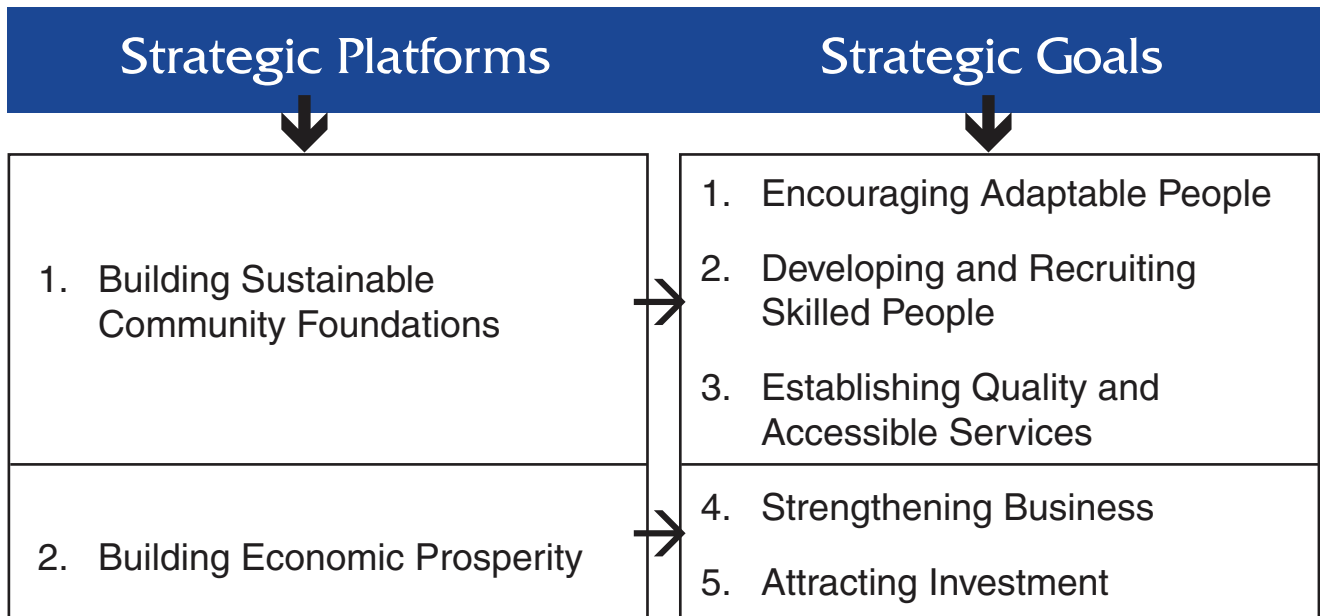 Strategic Platforms
Strategic Goals
1. Building Sustainable
Community Foundations
1. Encouraging Adaptable People
2. Developing and Recruiting
Skilled People
3. Establishing Quality and
Accessible Services
2. Building Economic Prosperity
4. Strengthening Business
5. Attracting Investment